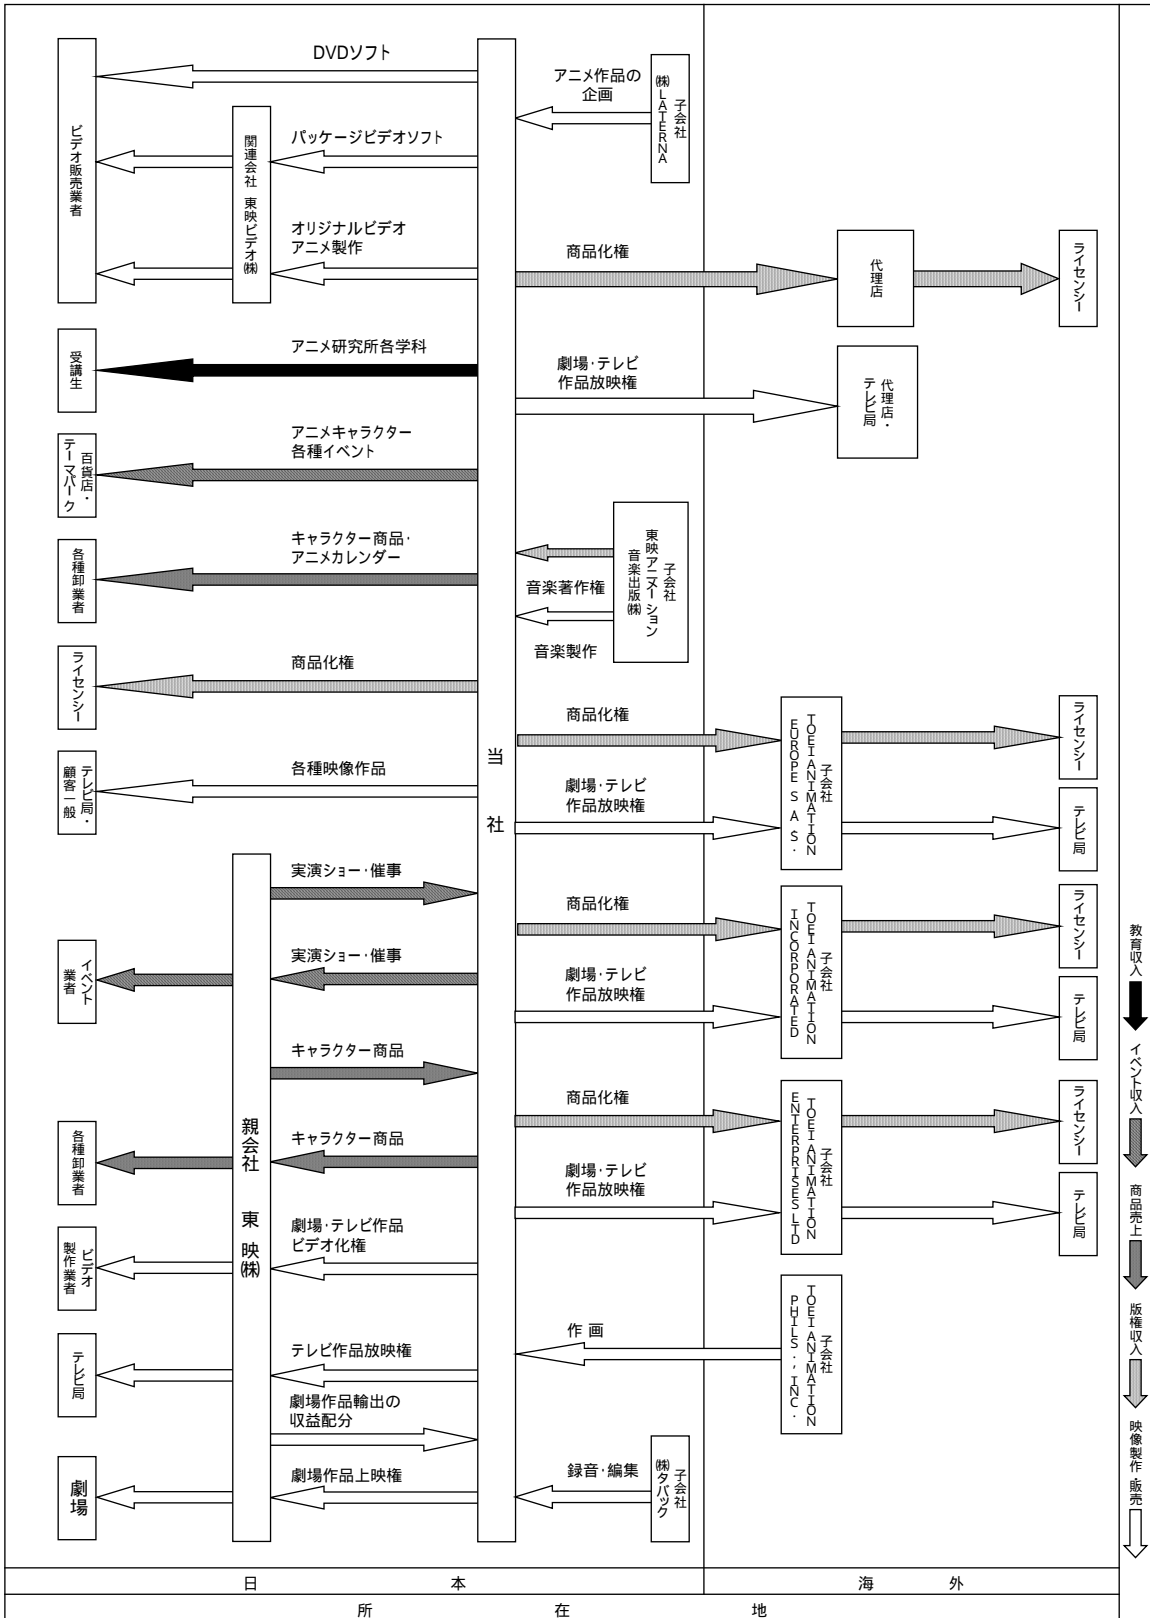 DVDソフト
ビデオ販売業者
パッケージビデオソフト
関連会社 東映ビデオ㈱
オリジナルビデオ
アニメ製作
アニメ研究所各学科
受講生
アニメキャラクター
各種イベント
百貨店・
テーマパーク
キャラクター商品・
アニメカレンダー
各種卸業者
商品化権
ライセンシー
各種映像作品
テレビ局・
顧客一般
実演ショー・催事
実演ショー・催事
イベント
業者
キャラクター商品
キャラクター商品
各種卸業者
親会社 東映㈱
劇場・テレビ作品
ビデオ化権
ビデオ
製作業者
テレビ作品放映権
テレビ局
劇場作品輸出の
収益配分
劇場作品上映権
劇場
当社
アニメ作品の
企画
子会社
㈱LATERNA
商品化権
代理店
ライセンシー
劇場・テレビ
作品放映権
代理店・
テレビ局
子会社
東映アニメーション
音楽出版㈱
音楽著作権
音楽製作
商品化権
劇場・テレビ
作品放映権
子会社
TOEI ANIMATION
EUROPE S.A.S.
ライセンシー
テレビ局
商品化権
劇場・テレビ
作品放映権
子会社
TOEI ANIMATION
INCORPORATED
ライセンシー
テレビ局
商品化権
劇場・テレビ
作品放映権
子会社
TOEI ANIMATION
ENTERPRISES LTD
ライセンシー
テレビ局
作画
子会社
TOEI ANIMATION
PHILS., INC.
録音・編集
子会社
㈱タバック
教育収入
イベント収入
商品売上
版権収入
映像製作・販売
日本
海外
所在地